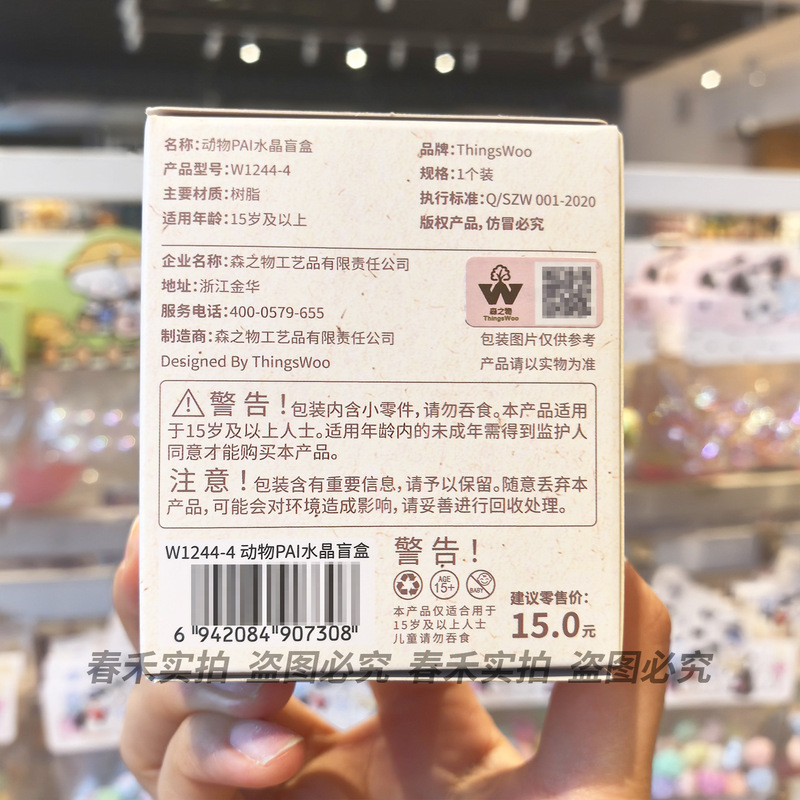 名称:动物PAI水晶盲盒
产品型号:W1244-4
主要材质:树脂
适用年龄:15岁及以上
品牌:ThingsWoo
规格:1个装
执行标准:Q/SZW 001-2020
版权产品,仿冒必究
企业名称:森之物工艺品有限责任公司
地址:浙江金华
服务电话:400-0579-655
制造商:森之物工艺品有限责任公司
Designed By ThingsWoo
W
森之物
ThingsWoo
包装图片仅供参考
产品请以实物为准
警告!包装内含小零件,请勿吞食。本产品适用
于15岁及以上人士。适用年龄内的未成年需得到监护人
同意才能购买本产品。
注意!包装含有重要信息,请予以保留。随意丢弃本
产品,可能会对环境造成影响,请妥善进行回收处理。
W1244-4 动物PAI水晶盲盒
6 942084 907308
警告!
AGE
15+
BABY
本产品仅适合用于
15岁及以上人士
儿童请勿吞食
建议零售价:
15.0元
春禾实拍 盗图必究 春禾实拍 盗图必究